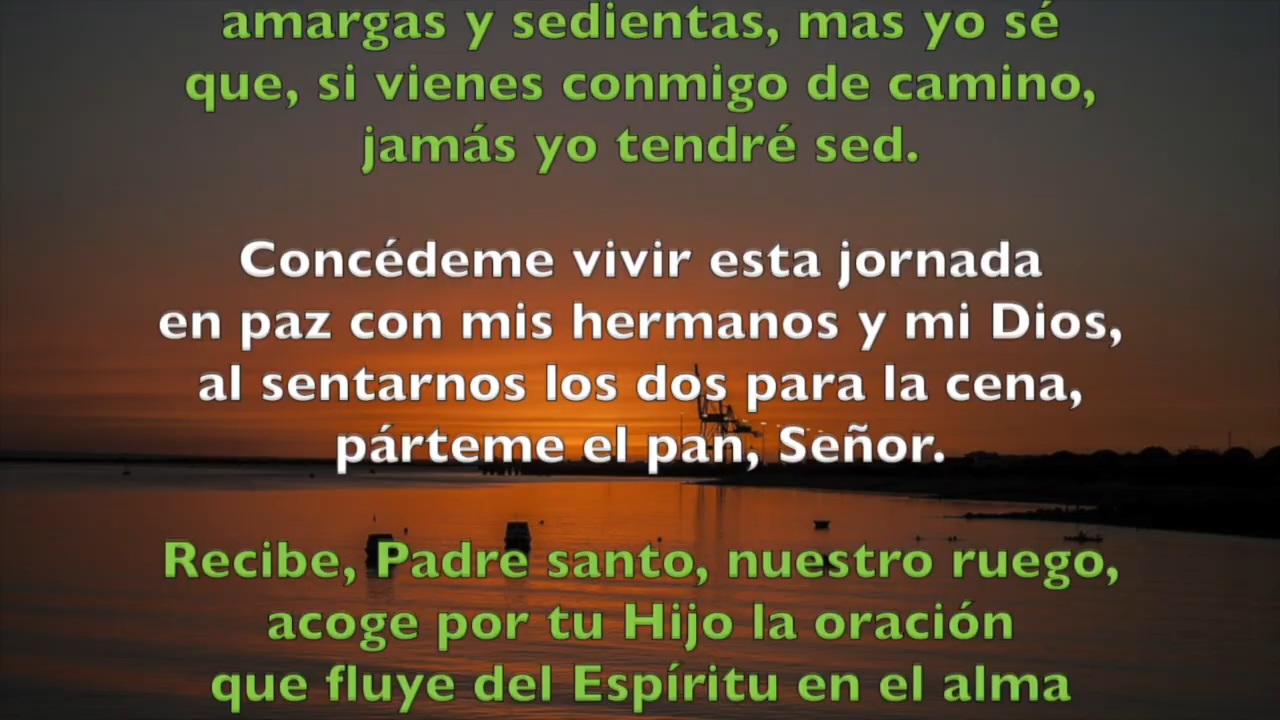 amargas y sedientas, mas yo sé
que, si vienes conmigo de camino,
jamás yo tendré sed.
Concédeme vivir esta jornada
en paz con mis hermanos y mi Dios,
al sentarnos los dos para la cena,
párteme el pan, Señor.
Recibe, Padre santo, nuestro ruego,
acoge por tu Hijo la oración
que fluye del Espíritu en el alma